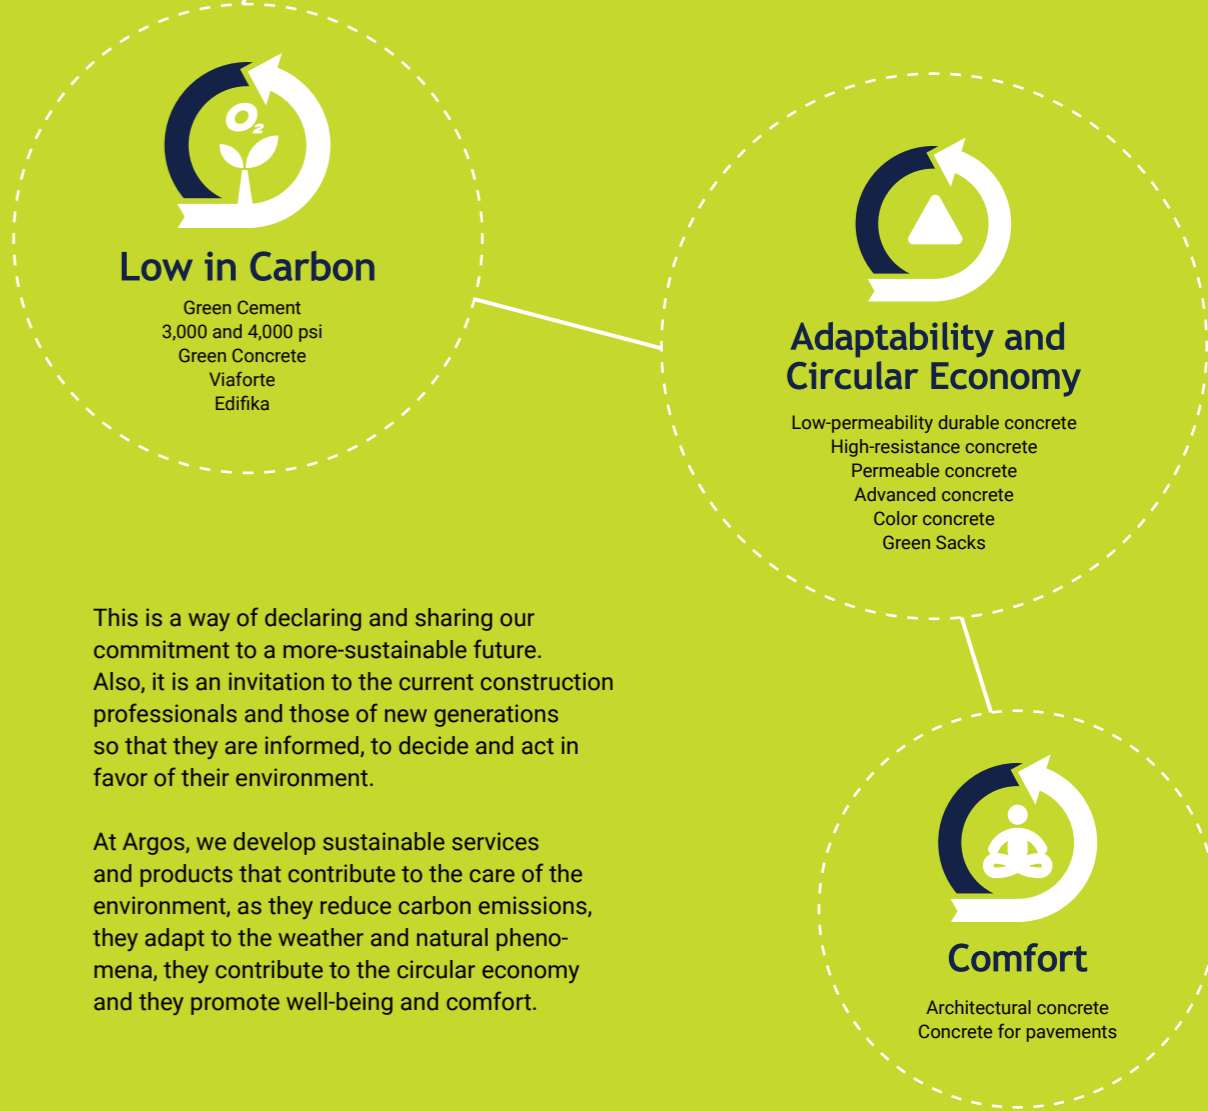 O2
Low in Carbon
Green Cement
3,000 and 4,000 psi
Green Concrete
Viaforte
Edifika
Adaptability and
Circular Economy
Low-permeability durable concrete
High-resistance concrete
Permeable concrete
Advanced concrete
Color concrete
Green Sacks
This is a way of declaring and sharing our
commitment to a more-sustainable future.
Also, it is an invitation to the current construction
professionals and those of new generations
so that they are informed, to decide and act in
favor of their environment.
At Argos, we develop sustainable services
and products that contribute to the care of the
environment, as they reduce carbon emissions,
they adapt to the weather and natural pheno-
mena, they contribute to the circular economy
and they promote well-being and comfort.
Comfort
Architectural concrete
Concrete for pavements